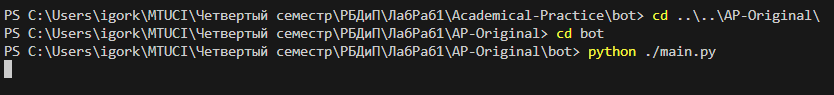 PS C:\Users\igork\MTUCI\Четвертый семестр\РБДиП\ЛабРаб1\Academical-Practice\bot> cd ..\..\AP-Original\
PS C:\Users\igork\MTUCI\Четвертый семестр\РБДиП\ЛабРаб1\AP-Original> cd bot
PS C:\Users\igork\MTUCI\Четвертый семестр\РБДиП\ЛабРаб1\AP-Original\bot> python ./main.py